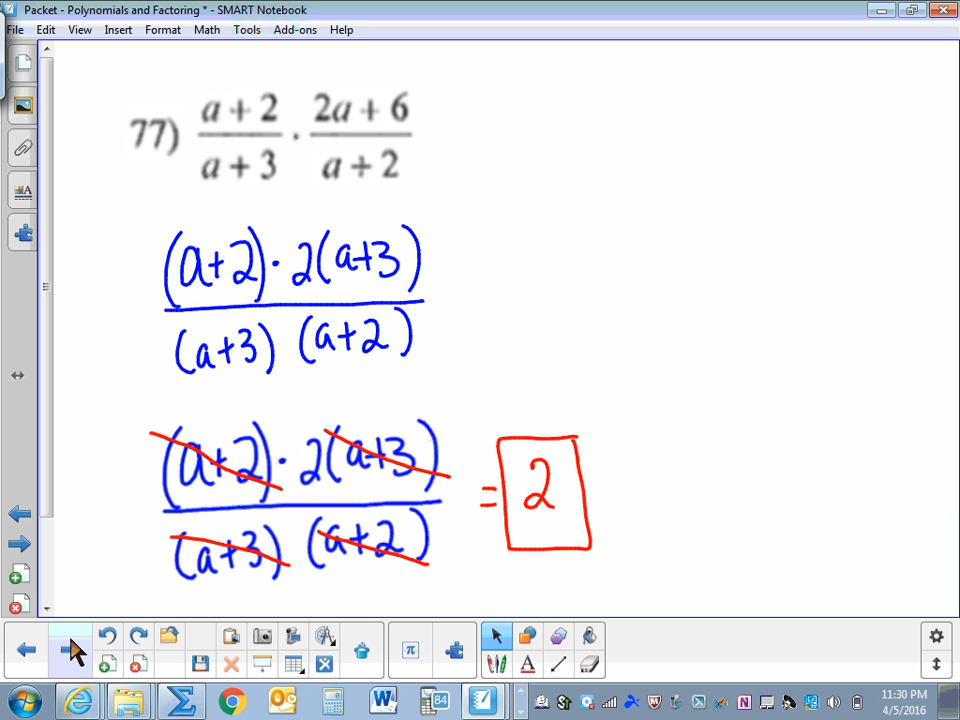 Packet - Polynomials and Factoring * - SMART Notebook
File Edit View Insert Format Math Tools Add-ons Help
77) a + 2 / a + 3 · 2a + 6 / a + 2
(a+2) · 2(a+3)
(a+3) (a+2)
(a+2) · 2(a+3)
(a+3) (a+2)
= 2
π
84
11:30 PM
4/5/2016